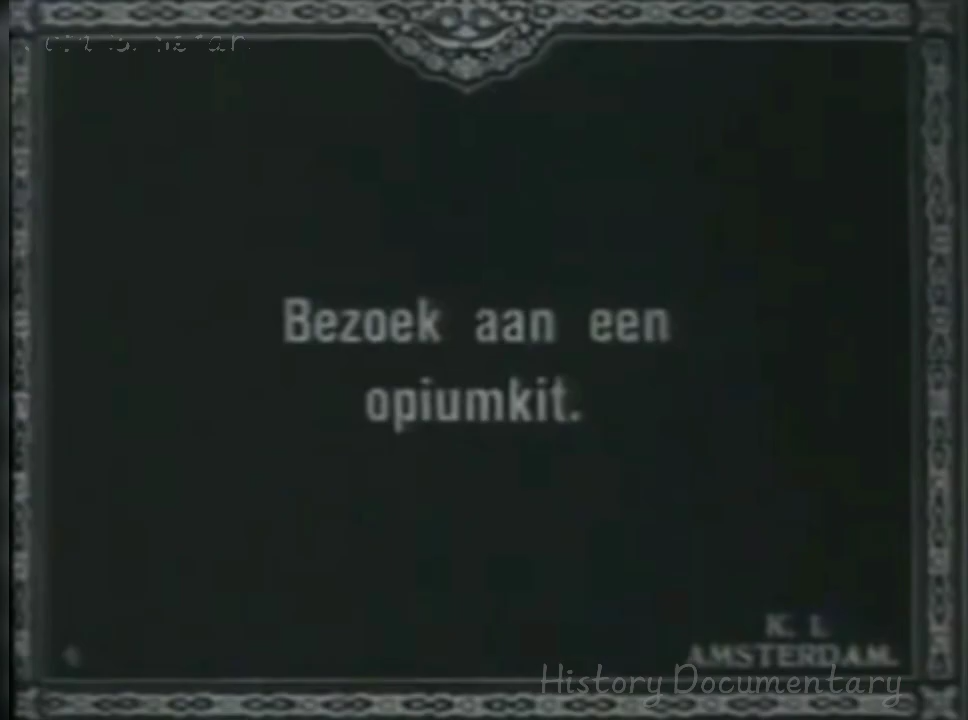 Bezoek aan een
opiumkit.
K. I.
AMSTERDAM.
History Documentary